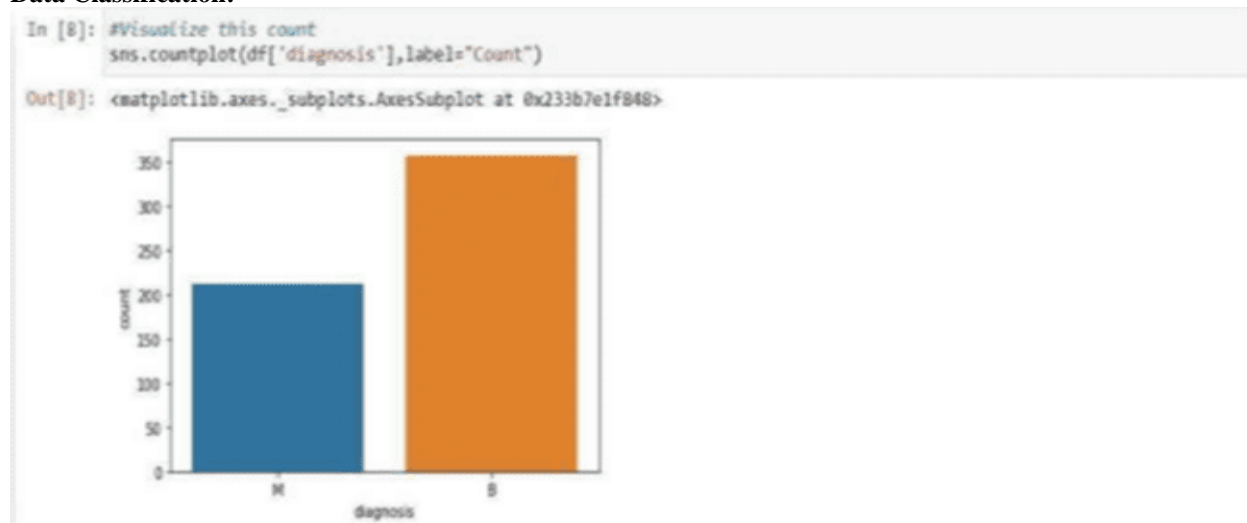 Data Classification:
In [8]: #Visualize this count
sns.countplot(df['diagnosis'],label="Count")
Out[8]: <matplotlib.axes._subplots.AxesSubplot at 0x233b7e1f848>
350
300
250
200
150
100
50
0
count
M
B
diagnosis